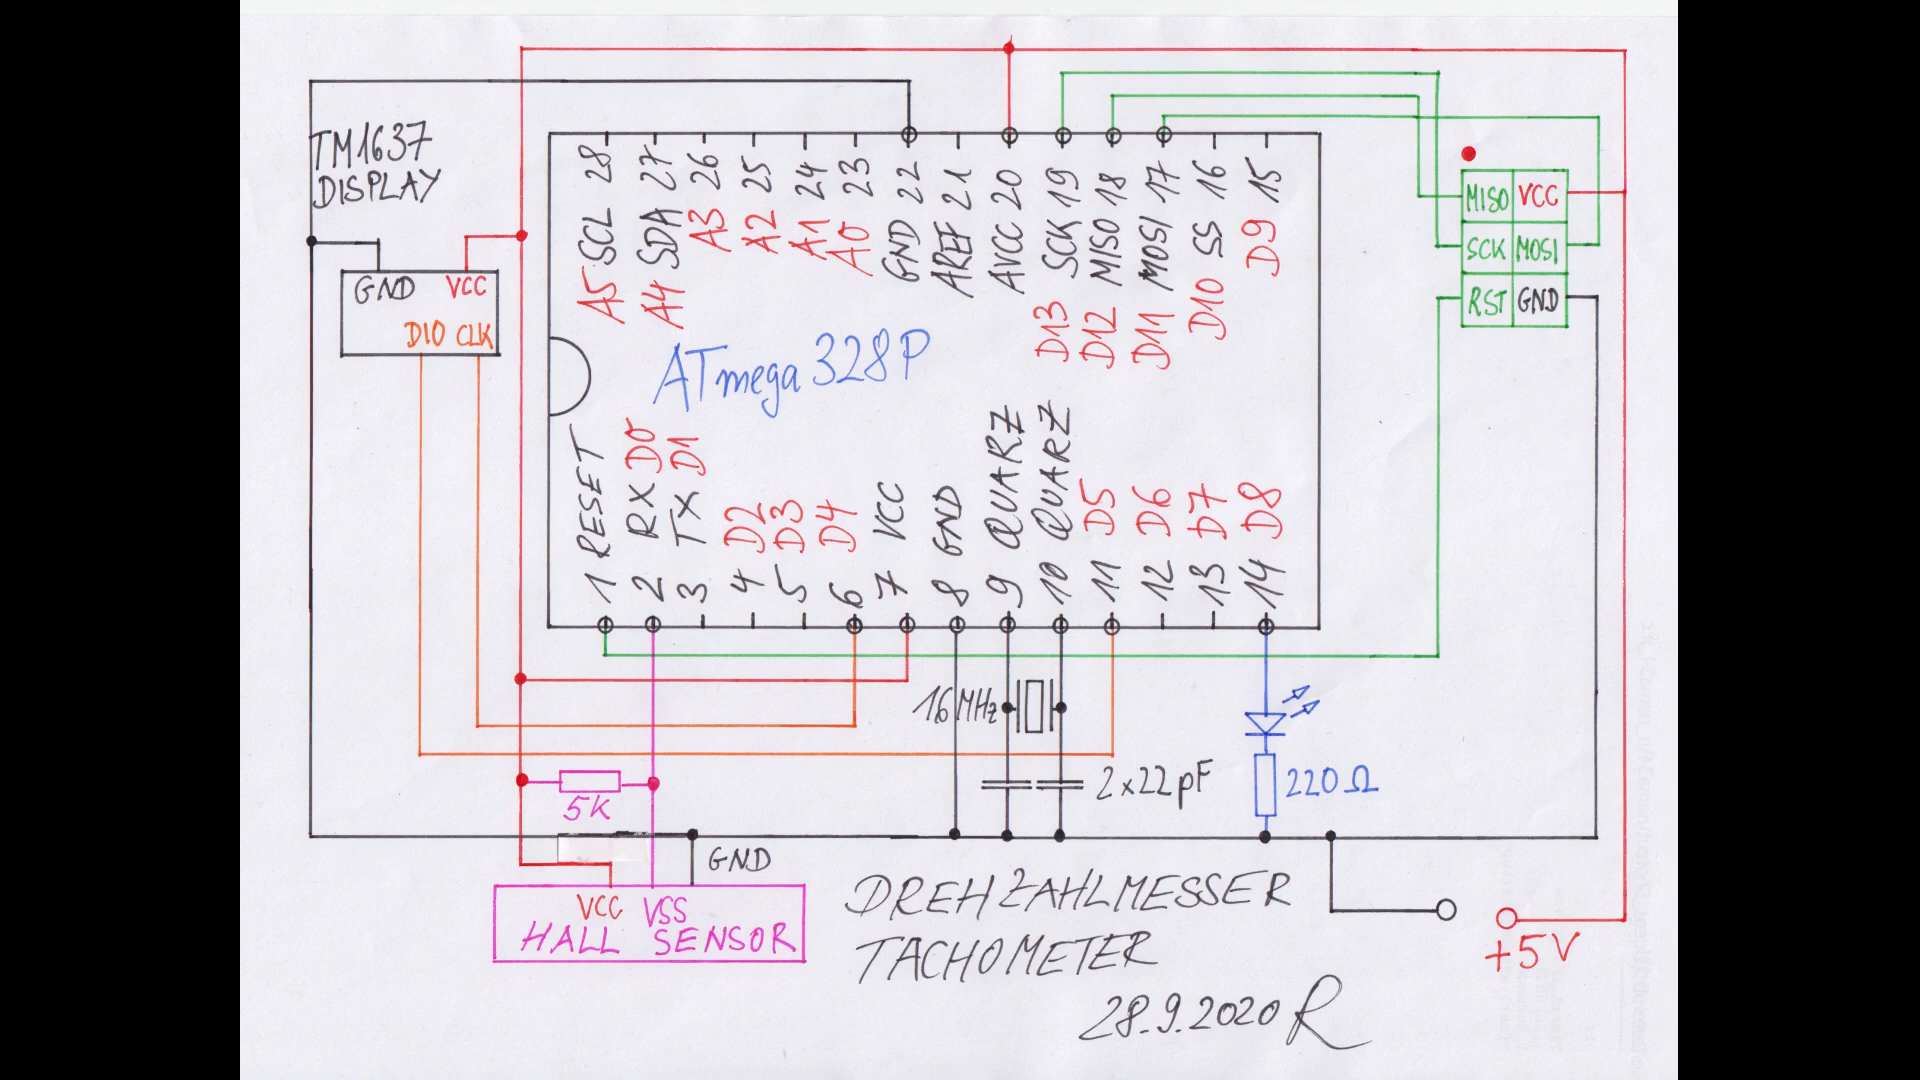 TM1637
DISPLAY
GND VCC
DIO CLK
A5 SCL 28
A4 SDA 27
A3 26
A2 25
A1 24
A0 23
GND 22
AREF 21
AVCC 20
D13 SCK 19
D12 MISO 18
D11 MOSI 17
D10 SS 16
D9 15
MISO VCC
SCK MOSI
RST GND
ATmega 328P
1 RESET
2 RX D0
3 TX D1
4 D2
5 D3
6 D4
7 VCC
8 GND
9 QUARZ
10 QUARZ
11 D5
12 D6
13 D7
14 D8
16 MHz
2x22pF
220Ω
5K
GND
VCC VSS
HALL SENSOR
DREHZAHLMESSER
TACHOMETER
28.9.2020 R
+5V